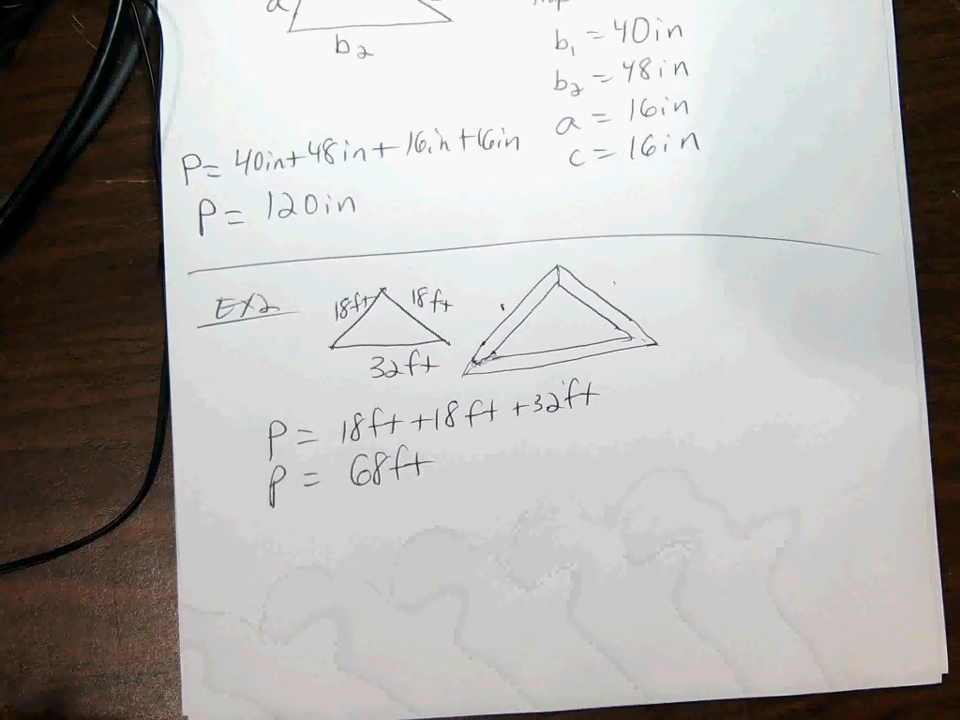 a
b₂
b₁ = 40in
b₂ = 48in
a = 16in
c = 16in
P = 40in + 48in + 16in + 16in
P = 120in
EX2
18ft 18ft
32ft
P = 18ft + 18ft + 32ft
P = 68ft